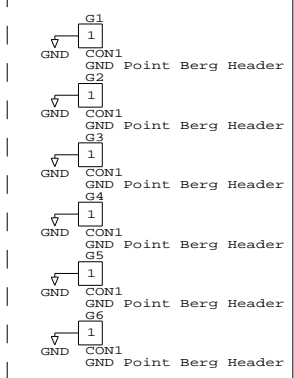 G1
1
GND CON1
GND Point Berg Header
G2
1
GND CON1
GND Point Berg Header
G3
1
GND CON1
GND Point Berg Header
G4
1
GND CON1
GND Point Berg Header
G5
1
GND CON1
GND Point Berg Header
G6
1
GND CON1
GND Point Berg Header